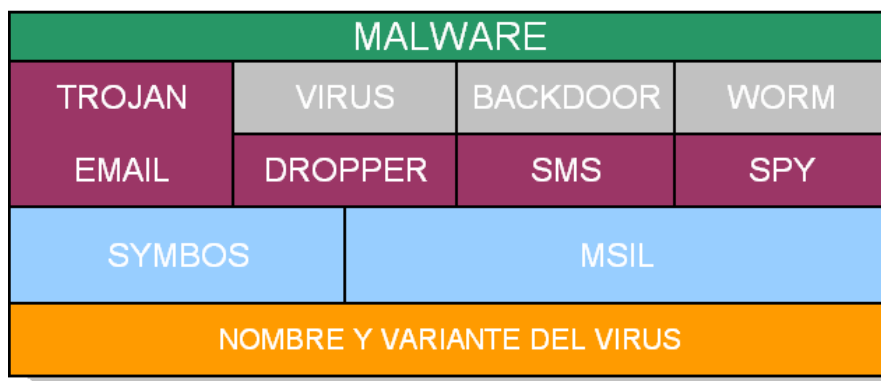 MALWARE
TROJAN VIRUS BACKDOOR WORM
EMAIL DROPPER SMS SPY
SYMBOS MSIL
NOMBRE Y VARIANTE DEL VIRUS